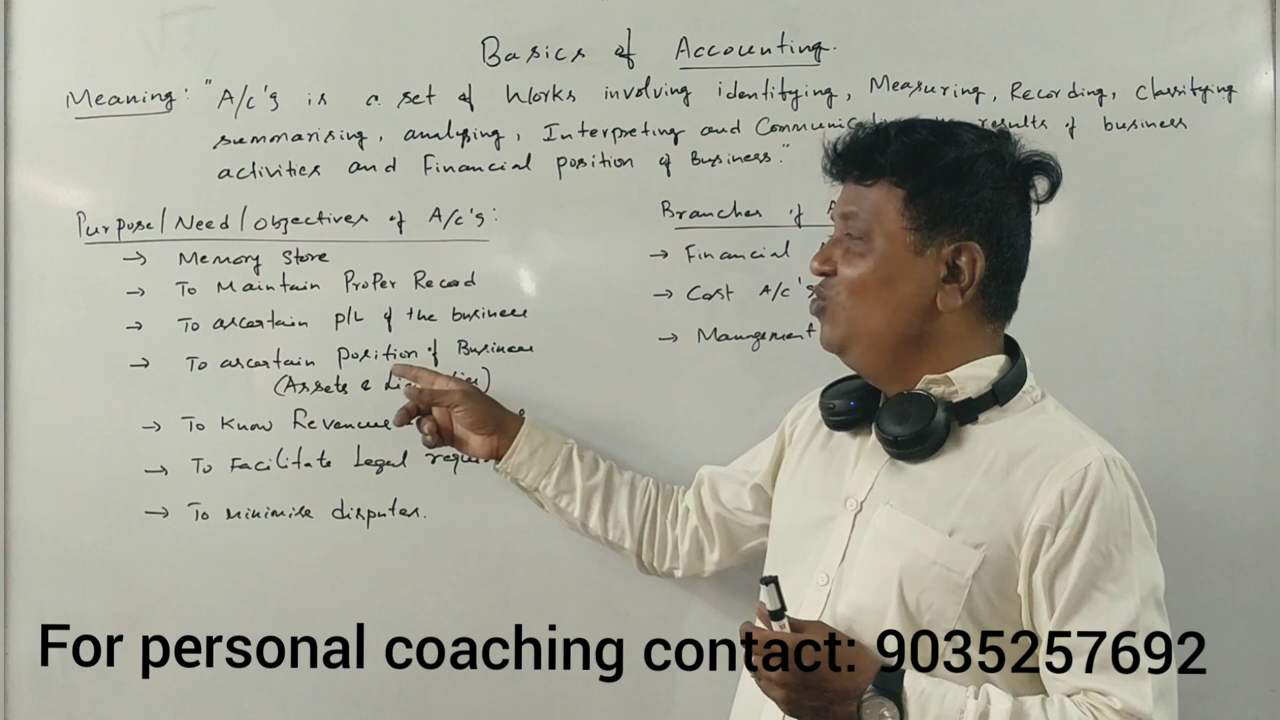 Basics of Accounting.
Meaning: "A/c's is a set of Works involving identifying, Measuring, Recording, classifying
summarising, analysing, Interpreting and results of business
activities and Financial position of Business."
Purpose/Need/Objectives of A/c's:
→ Memory Store
→ To Maintain Proper Record
→ To ascertain P/L of the business
→ To ascertain position of Business
(Assets &
→ To Know Revenue
→ To Facilitate Legal
→ To minimise disputes.
Branches of
→ Financial
→ Cost A/c's
→ Management
For personal coaching contact: 9035257692